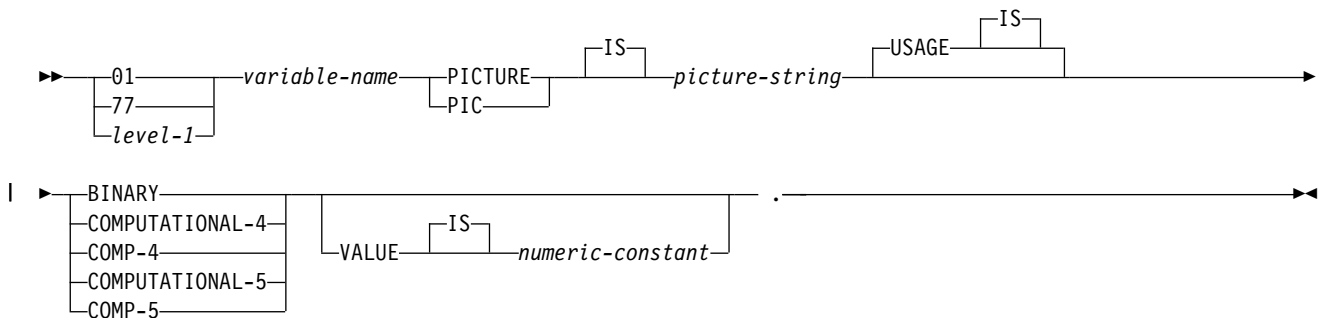 IS IS
IS USAGE
01 variable-name PICTURE picture-string
77 PIC
level-1
| BINARY .
COMPUTATIONAL-4 IS
COMP-4 VALUE numeric-constant
COMPUTATIONAL-5
COMP-5